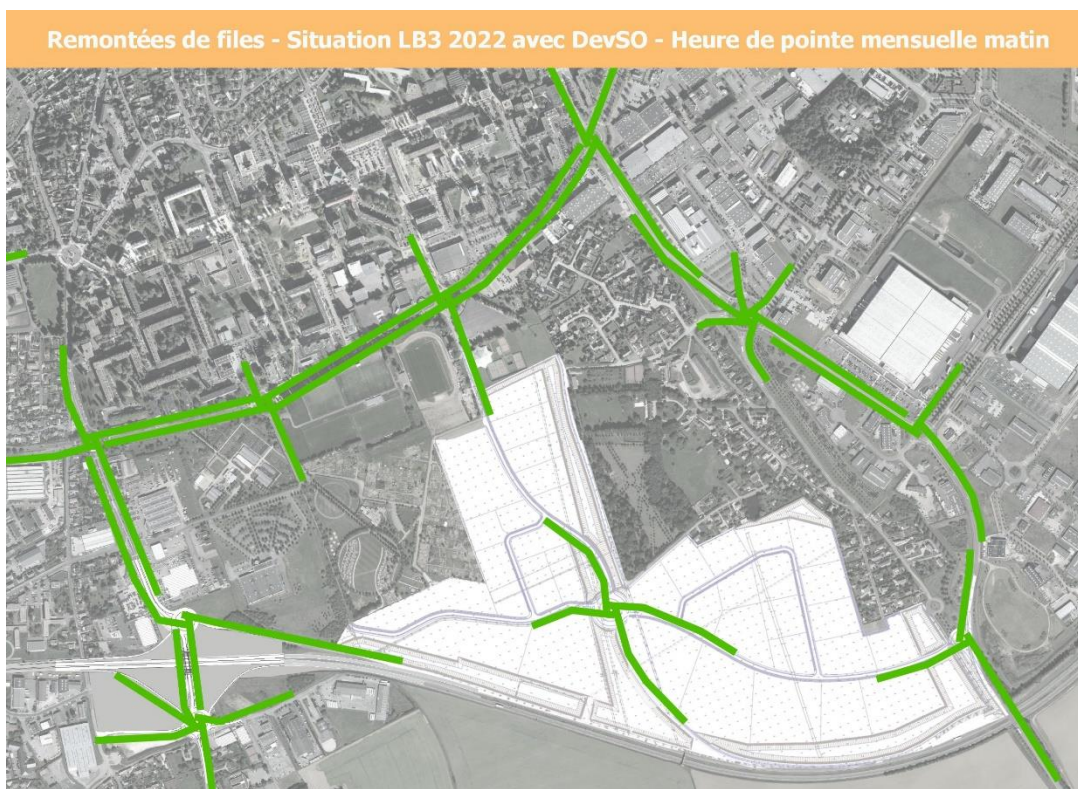 Remontées de files - Situation LB3 2022 avec DevSO - Heure de pointe mensuelle matin